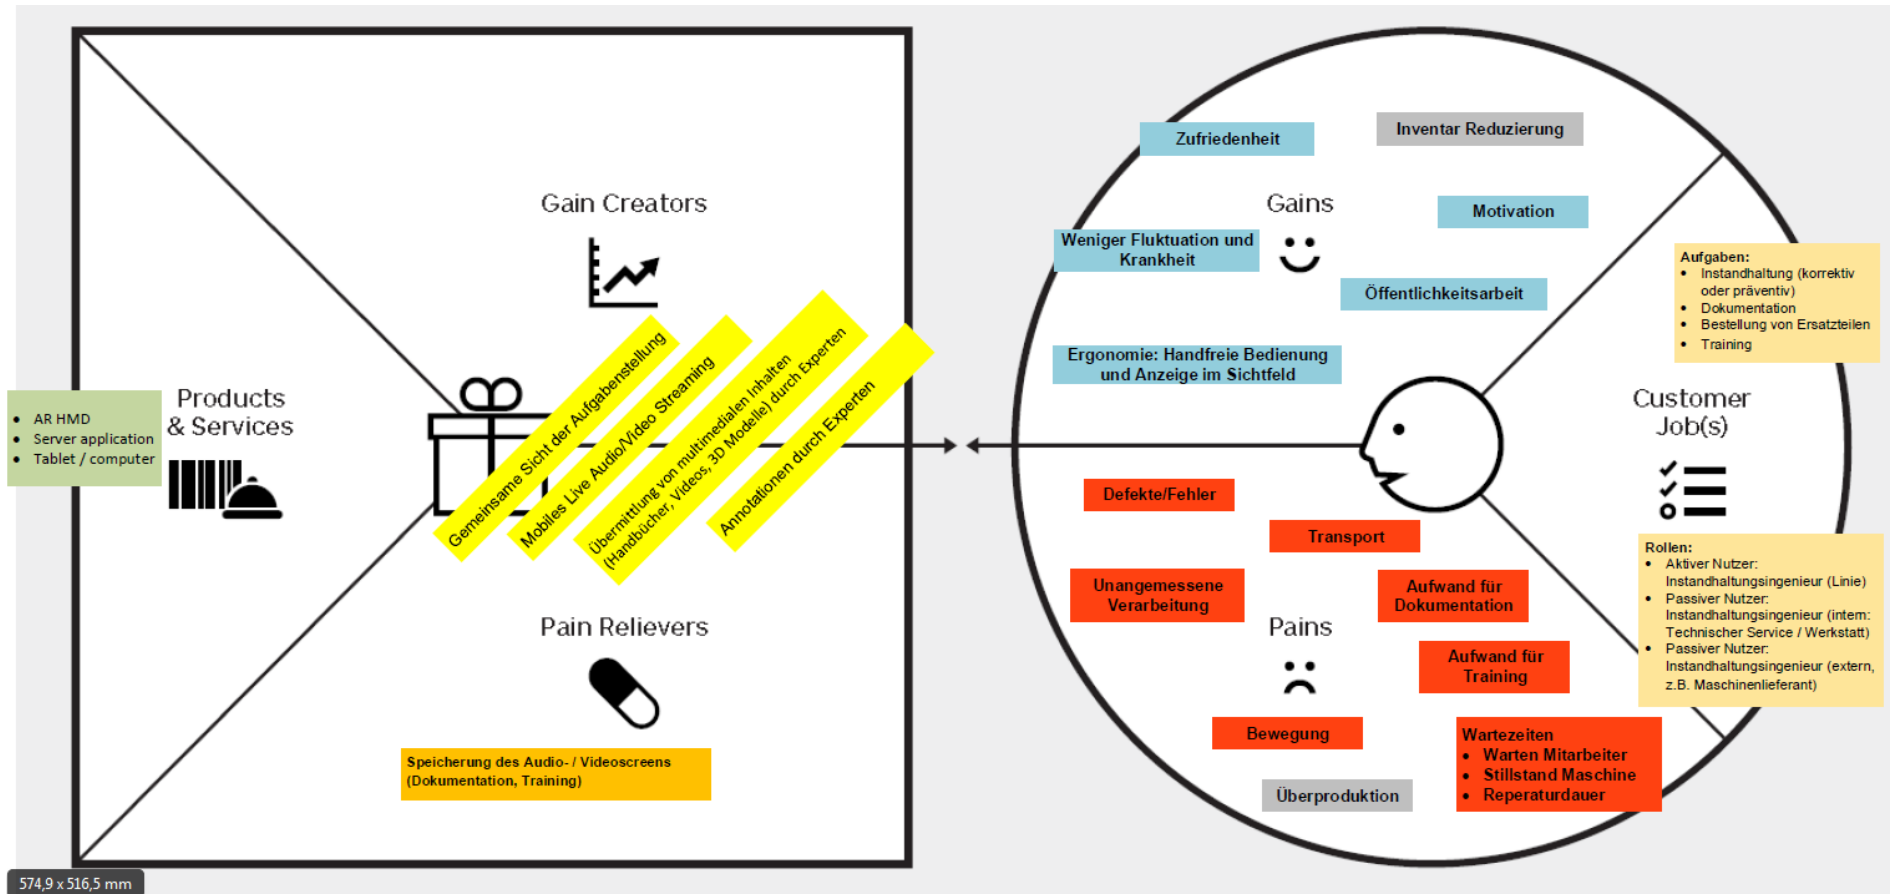 Gain Creators
Gemeinsame Sicht der Aufgabenstellung
Mobiles Live Audio/Video Streaming
Übermittlung von multimedialen Inhalten
(Handbücher, Videos, 3D Modelle) durch Experten
Annotationen durch Experten
Products
& Services
• AR HMD
• Server application
• Tablet / computer
Pain Relievers
Speicherung des Audio- / Videoscreens
(Dokumentation, Training)
Zufriedenheit
Inventar Reduzierung
Gains
Motivation
Weniger Fluktuation und
Krankheit
Öffentlichkeitsarbeit
Ergonomie: Handfreie Bedienung
und Anzeige im Sichtfeld
Aufgaben:
• Instandhaltung (korrektiv
oder präventiv)
• Dokumentation
• Bestellung von Ersatzteilen
• Training
Customer
Job(s)
Rollen:
• Aktiver Nutzer:
Instandhaltungsingenieur (Linie)
• Passiver Nutzer:
Instandhaltungsingenieur (intern:
Technischer Service / Werkstatt)
• Passiver Nutzer:
Instandhaltungsingenieur (extern,
z.B. Maschinenlieferant)
Defekte/Fehler
Transport
Unangemessene
Verarbeitung
Aufwand für
Dokumentation
Pains
Aufwand für
Training
Bewegung
Wartezeiten
• Warten Mitarbeiter
• Stillstand Maschine
• Reperaturdauer
Überproduktion
574,9 x 516,5 mm